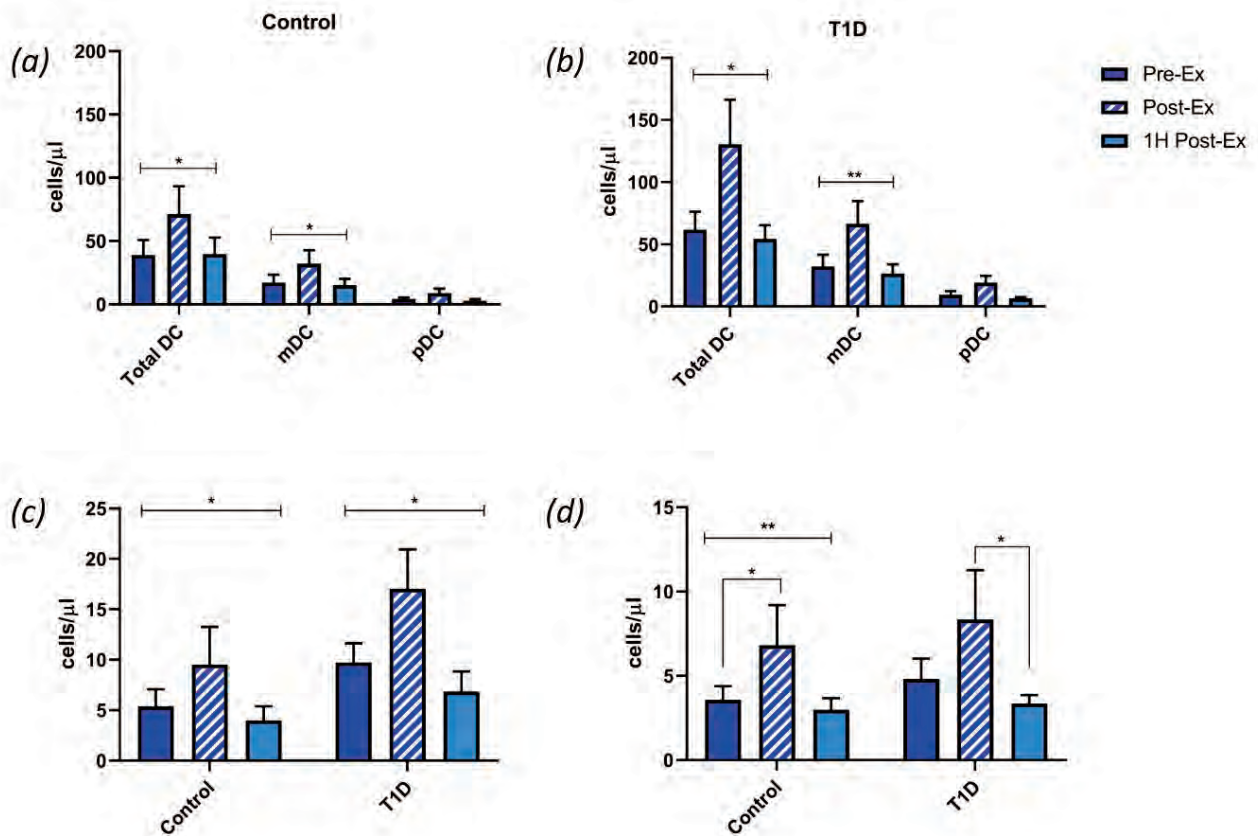 Control
(a)
cells/μl
200
150
100
50
0
*
*
Total DC
mDC
pDC
T1D
(b)
cells/μl
200
150
100
50
0
*
**
Total DC
mDC
pDC
Pre-Ex
Post-Ex
1H Post-Ex
(c)
cells/μl
25
20
15
10
5
0
*
*
Control
T1D
(d)
cells/μl
15
10
5
0
**
*
*
Control
T1D